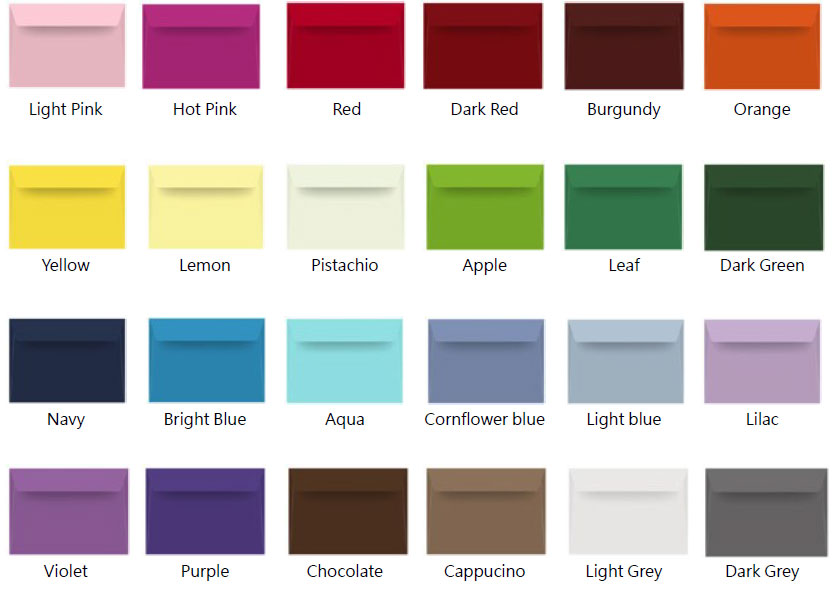 Light Pink
Hot Pink
Red
Dark Red
Burgundy
Orange
Yellow
Lemon
Pistachio
Apple
Leaf
Dark Green
Navy
Bright Blue
Aqua
Cornflower blue
Light blue
Lilac
Violet
Purple
Chocolate
Cappucino
Light Grey
Dark Grey